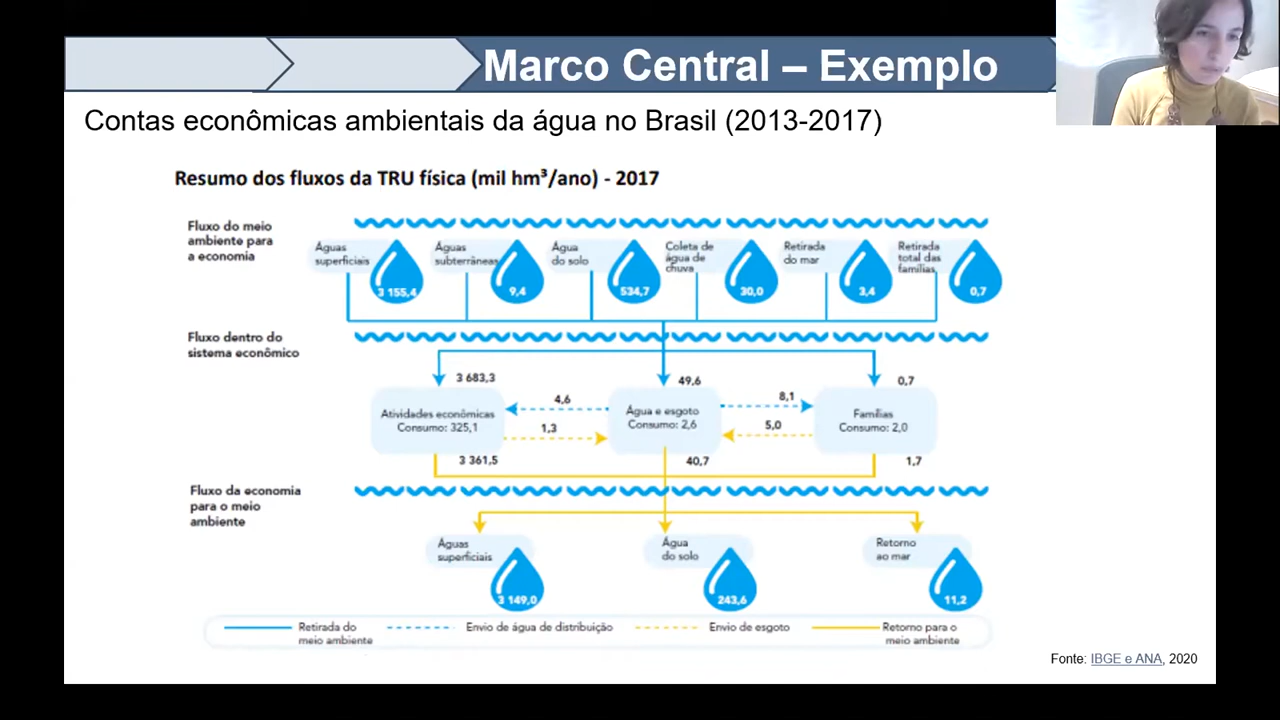 Marco Central – Exemplo
Contas econômicas ambientais da água no Brasil (2013-2017)
Resumo dos fluxos da TRU física (mil hm³/ano) - 2017
Fluxo do meio
ambiente para
a economia
Águas
superficiais
3 155,4
Águas
subterrâneas
9,4
Água
do solo
534,7
Coleta de
água de
chuva
30,0
Retirada
do mar
3,4
Retirada
total das
famílias
0,7
Fluxo dentro do
sistema econômico
3 683,3
49,6
0,7
Atividades econômicas
Consumo: 325,1
4,6
1,3
Água e esgoto
Consumo: 2,6
8,1
5,0
Famílias
Consumo: 2,0
3 361,5
40,7
1,7
Fluxo da economia
para o meio
ambiente
Águas
superficiais
3 149,0
Água
do solo
243,6
Retorno
ao mar
11,2
Retirada do
meio ambiente
Envio de água de distribuição
Envio de esgoto
Retorno para o
meio ambiente
Fonte: IBGE e ANA, 2020